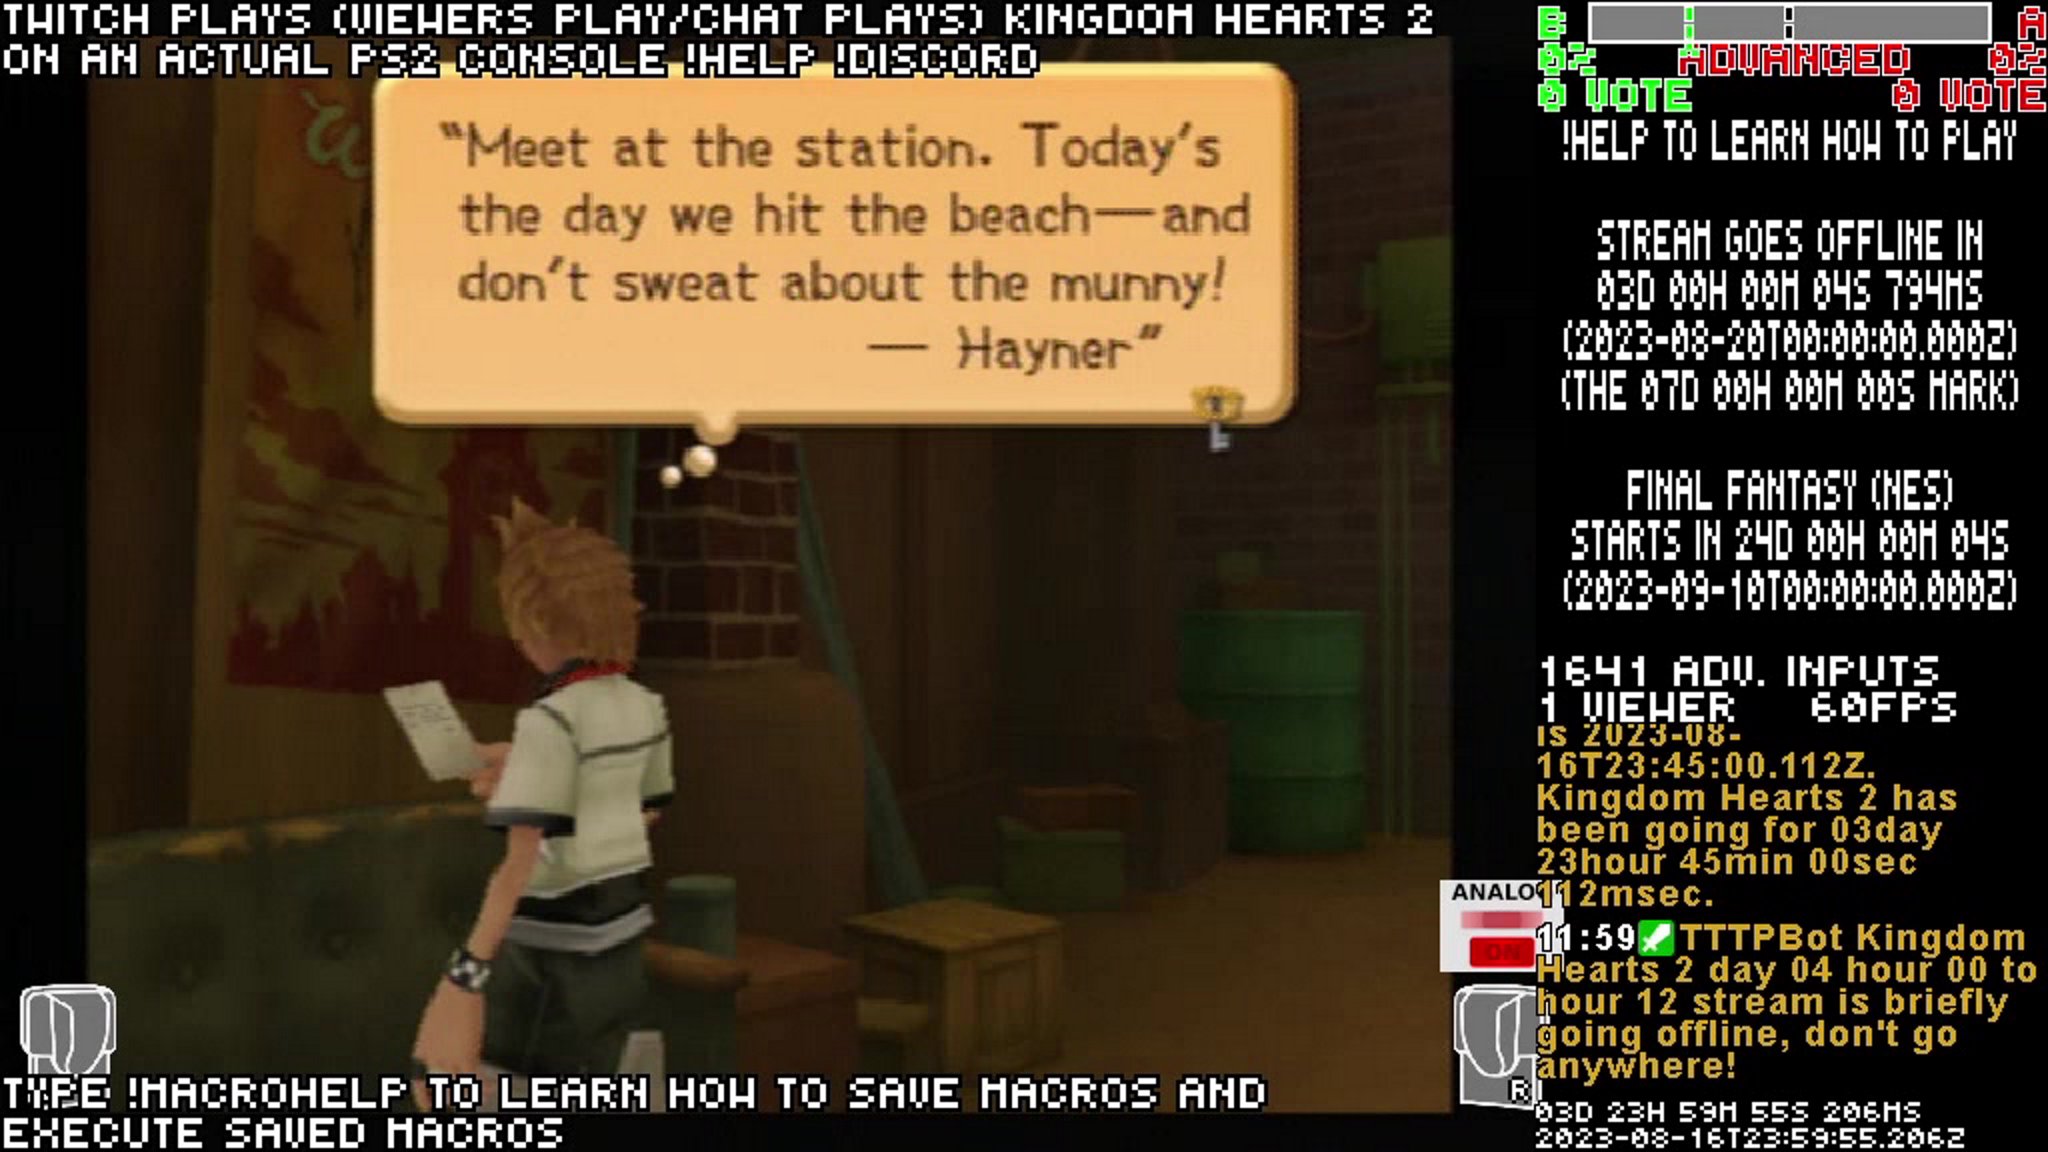 TWITCH PLAYS (VIEWERS PLAY/CHAT PLAYS) KINGDOM HEARTS 2
ON AN ACTUAL PS2 CONSOLE !HELP !DISCORD
“Meet at the station. Today’s
the day we hit the beach—and
don’t sweat about the munny!
— Hayner”
B
A
0%
ADVANCED
0%
0 VOTE
0 VOTE
!HELP TO LEARN HOW TO PLAY
STREAM GOES OFFLINE IN
03D 00H 00M 04S 794MS
(2023-08-20T00:00:00.000Z)
(THE 07D 00H 00M 00S MARK)
FINAL FANTASY (NES)
STARTS IN 24D 00H 00M 04S
(2023-09-10T00:00:00.000Z)
1641 ADV. INPUTS
1 VIEWER 60FPS
is 2023-08-
16T23:45:00.112Z.
Kingdom Hearts 2 has
been going for 03day
23hour 45min 00sec
112msec.
11:59 TTTPBot Kingdom
Hearts 2 day 04 hour 00 to
hour 12 stream is briefly
going offline, don't go
anywhere!
03D 23H 59M 55S 206MS
2023-08-16T23:59:55.206Z
ANALO
ON
R
TYPE !MACROHELP TO LEARN HOW TO SAVE MACROS AND
EXECUTE SAVED MACROS